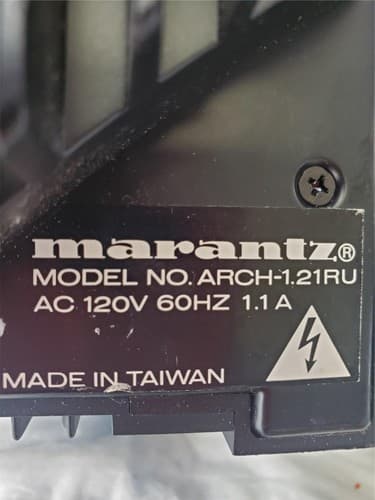 marantz®
MODEL NO. ARCH-1.21RU
AC 120V 60HZ 1.1 A
MADE IN TAIWAN